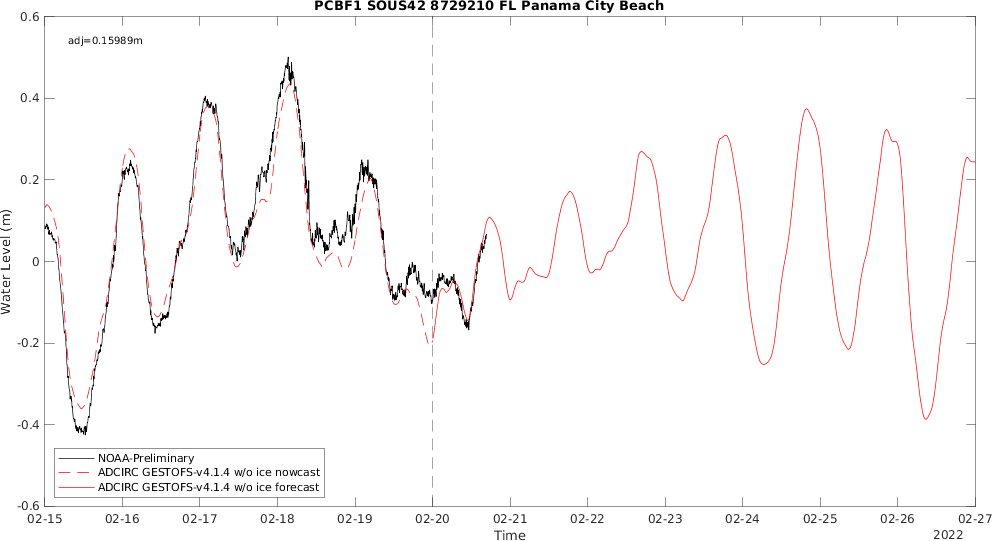 PCBF1 SOUS42 8729210 FL Panama City Beach
adj=0.15989m
0.6
0.4
0.2
0
-0.2
-0.4
-0.6
Water Level (m)
NOAA-Preliminary
ADCIRC GESTOFS-v4.1.4 w/o ice nowcast
ADCIRC GESTOFS-v4.1.4 w/o ice forecast
02-15 02-16 02-17 02-18 02-19 02-20 02-21 02-22 02-23 02-24 02-25 02-26 02-27
Time
2022